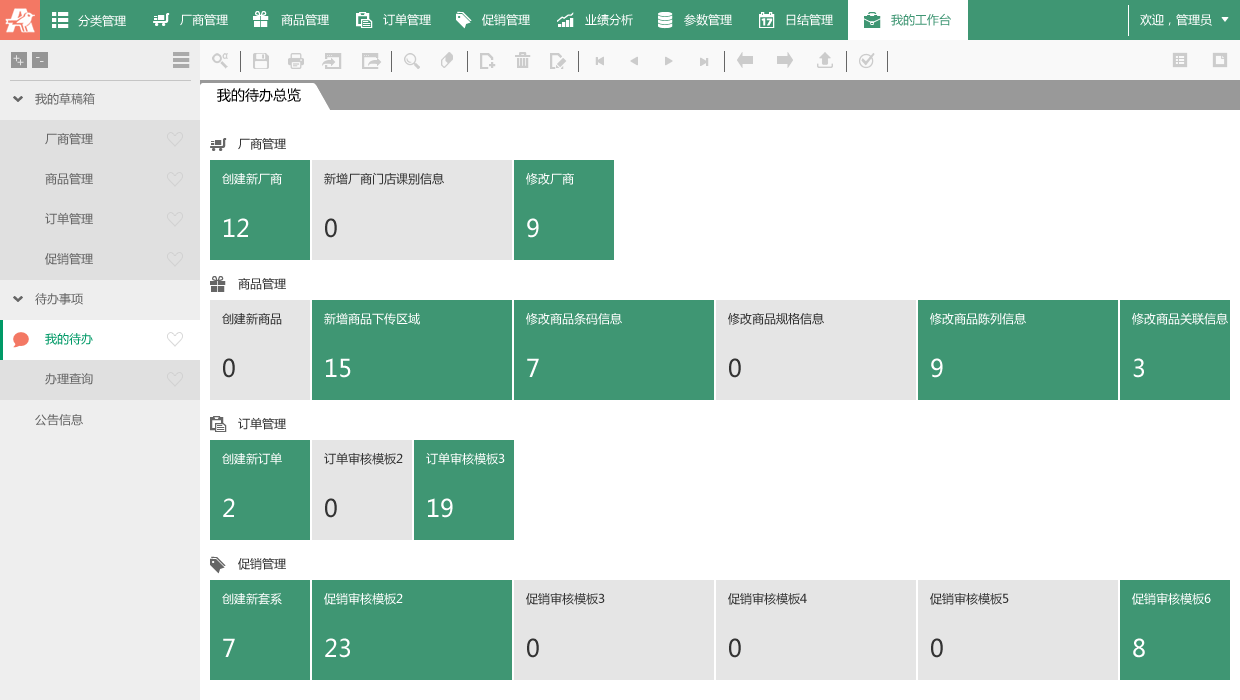 分类管理 厂商管理 商品管理 订单管理 促销管理 业绩分析 参数管理 17 日结管理 我的工作台 欢迎，管理员
我的草稿箱
厂商管理
商品管理
订单管理
促销管理
待办事项
我的待办
办理查询
公告信息
我的待办总览
厂商管理
创建新厂商 新增厂商门店课别信息 修改厂商
12 0 9
商品管理
创建新商品 新增商品下传区域 修改商品条码信息 修改商品规格信息 修改商品陈列信息 修改商品关联信息
0 15 7 0 9 3
订单管理
创建新订单 订单审核模板2 订单审核模板3
2 0 19
促销管理
创建新套系 促销审核模板2 促销审核模板3 促销审核模板4 促销审核模板5 促销审核模板6
7 23 0 0 0 8